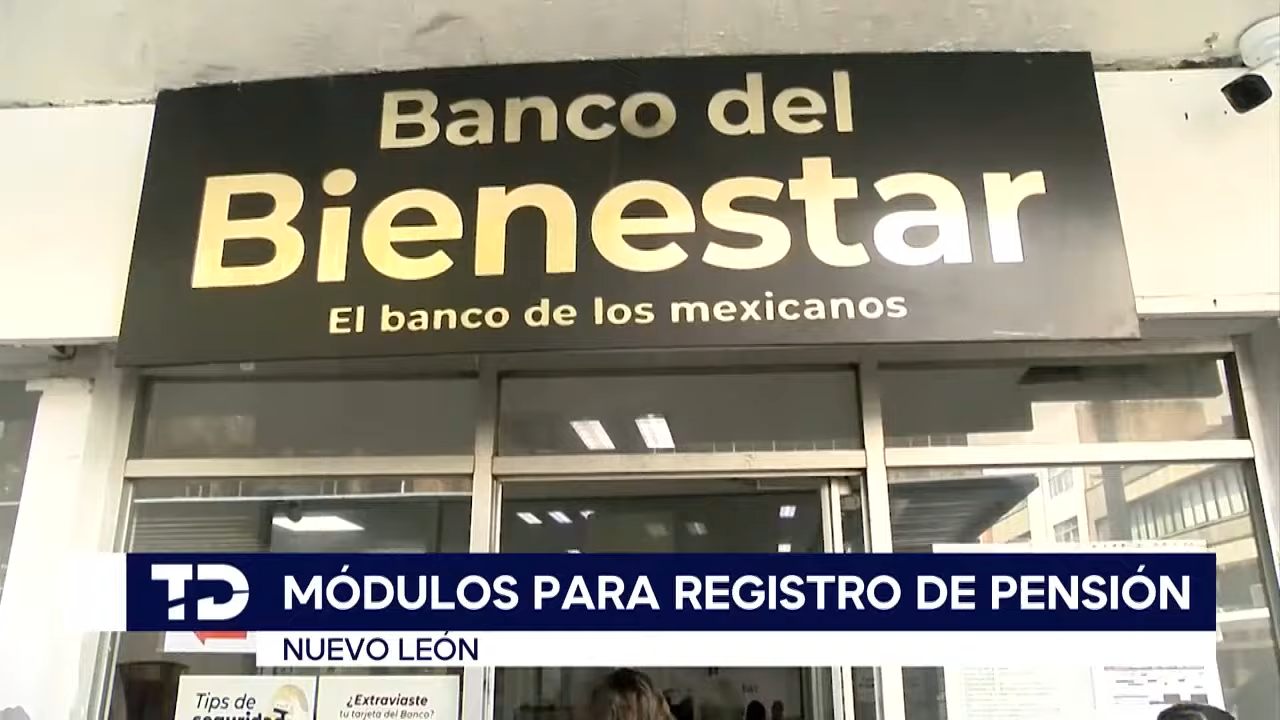 Banco del
Bienestar
El banco de los mexicanos
TD MÓDULOS PARA REGISTRO DE PENSIÓN
NUEVO LEÓN
Tips de
seguridad
¿Extraviaste
tu tarjeta del Banco?